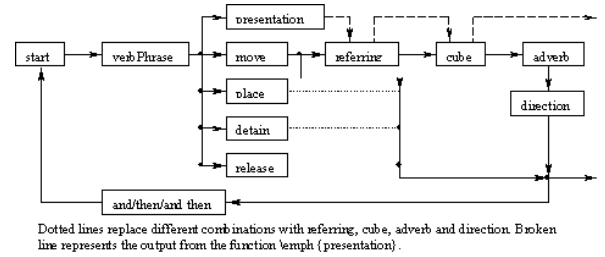 presentation
start
verbPhrase
move
referring
cube
adverb
place
direction
detain
release
and/then/and then
Dotted lines replace different combinations with referring, cube, adverb and direction. Broken
line represents the output from the function \emph {presentation}.